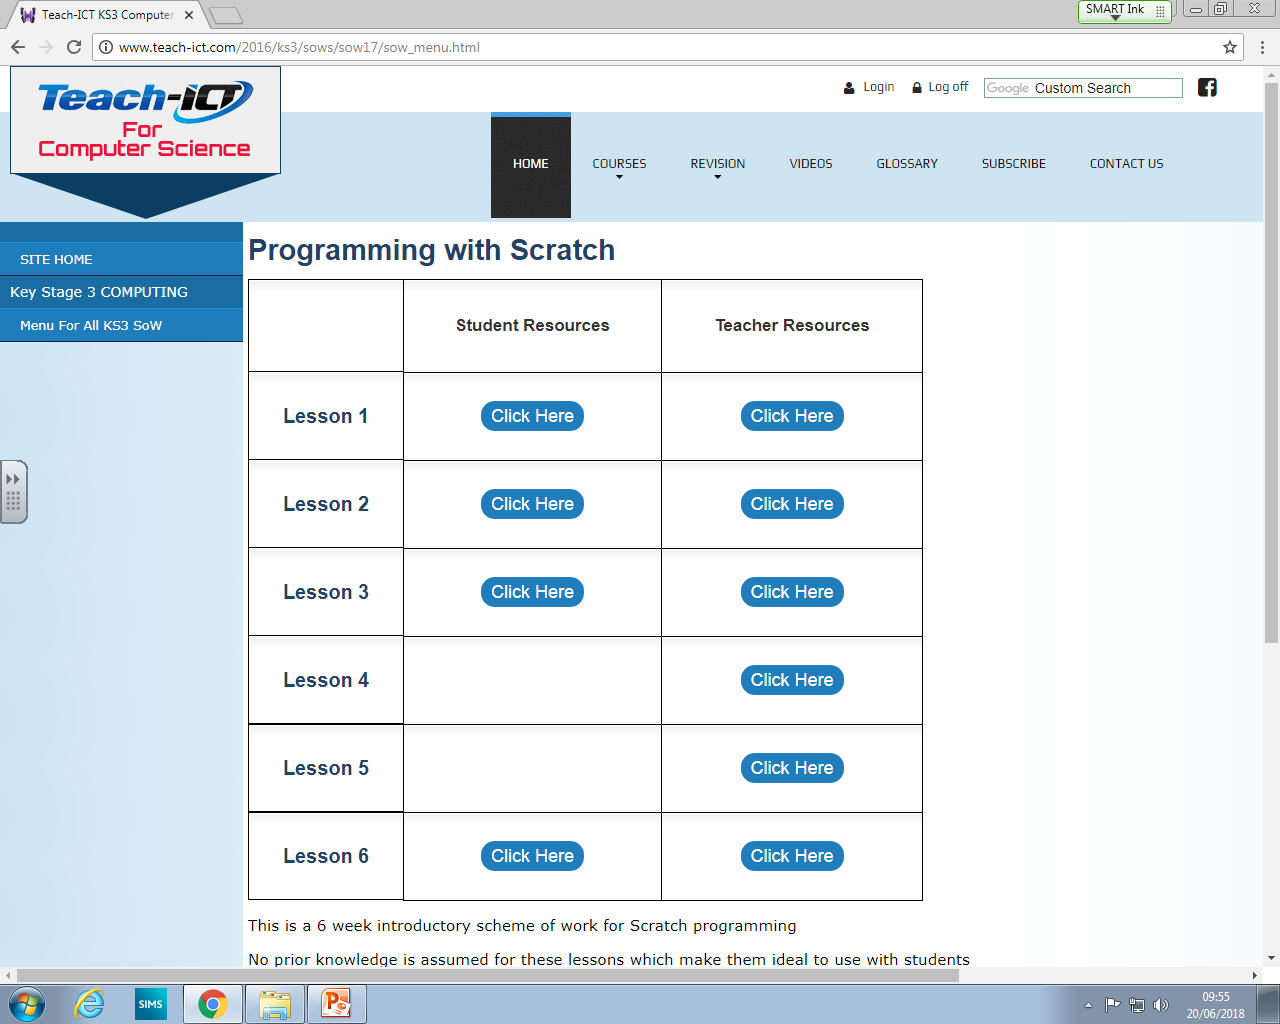 Teach-ICT KS3 Computer
SMART Ink
www.teach-ict.com/2016/ks3/sows/sow17/sow_menu.html
Teach-iCT
For
Computer Science
Login
Log off
Google Custom Search
HOME
COURSES
REVISION
VIDEOS
GLOSSARY
SUBSCRIBE
CONTACT US
SITE HOME
Key Stage 3 COMPUTING
Menu For All KS3 SoW
Programming with Scratch
Student Resources
Teacher Resources
Lesson 1
Click Here
Click Here
Lesson 2
Click Here
Click Here
Lesson 3
Click Here
Click Here
Lesson 4
Click Here
Lesson 5
Click Here
Lesson 6
Click Here
Click Here
This is a 6 week introductory scheme of work for Scratch programming
No prior knowledge is assumed for these lessons which make them ideal to use with students
SIMS
09:55
20/06/2018